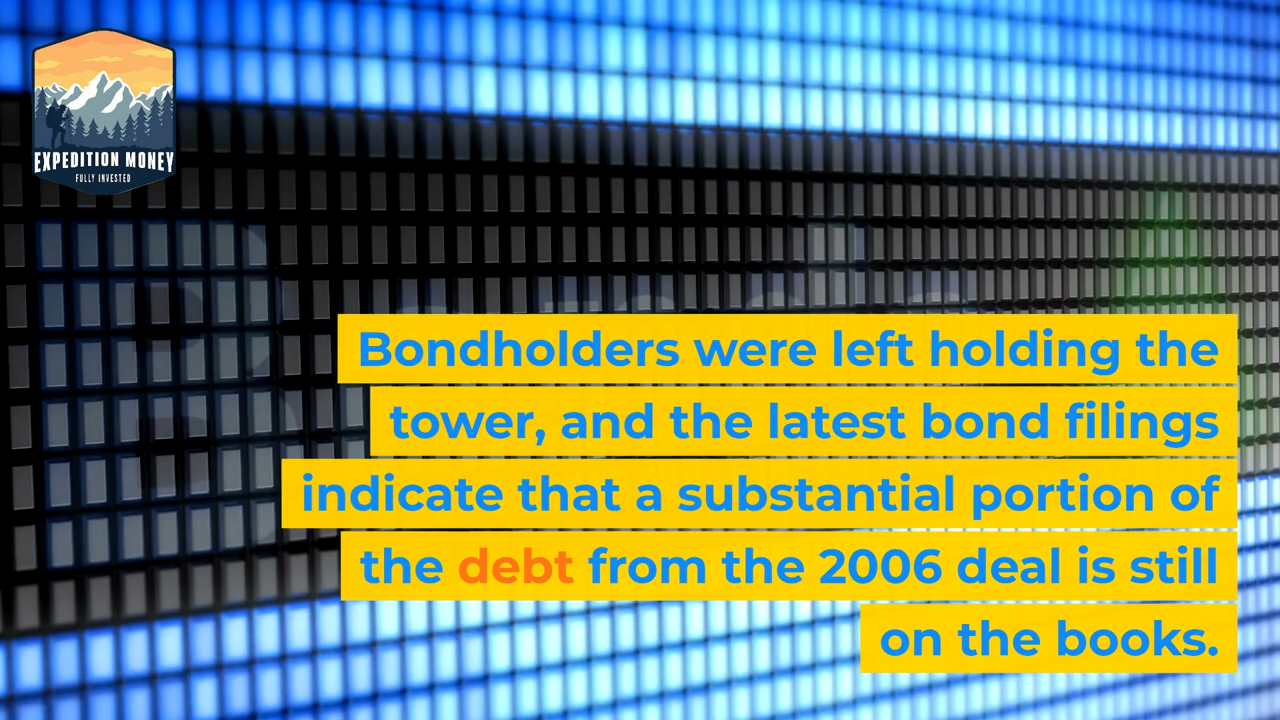 EXPEDITION MONEY
FULLY INVESTED
Bondholders were left holding the
tower, and the latest bond filings
indicate that a substantial portion of
the debt from the 2006 deal is still
on the books.